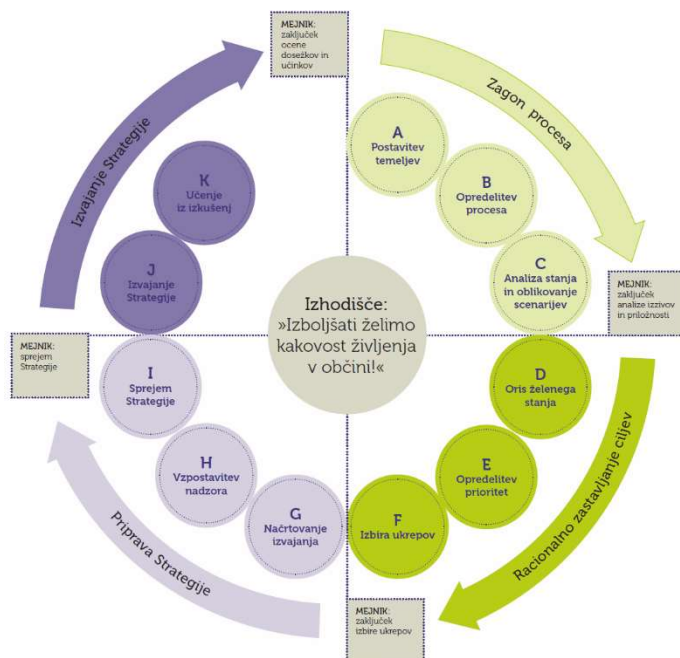 MEJNIK:
zaključek
ocene
dosežkov in
učinkov
Zagon procesa
A
Postavitev
temeljev
B
Opredelitev
procesa
C
Analiza stanja
in oblikovanje
scenarijev
MEJNIK:
zaključek
analize izzivov
in priložnosti
D
Oris želenega
stanja
E
Opredelitev
prioritet
F
Izbira ukrepov
Racionalno zastavljanje ciljev
MEJNIK:
zaključek
izbire ukrepov
G
Načrtovanje
izvajanja
H
Vzpostavitev
nadzora
I
Sprejem
Strategije
Priprava Strategije
MEJNIK:
sprejem
Strategije
J
Izvajanje
Strategije
K
Učenje
iz izkušenj
Izvajanje Strategije
Izhodišče:
»Izboljšati želimo
kakovost življenja
v občini!«